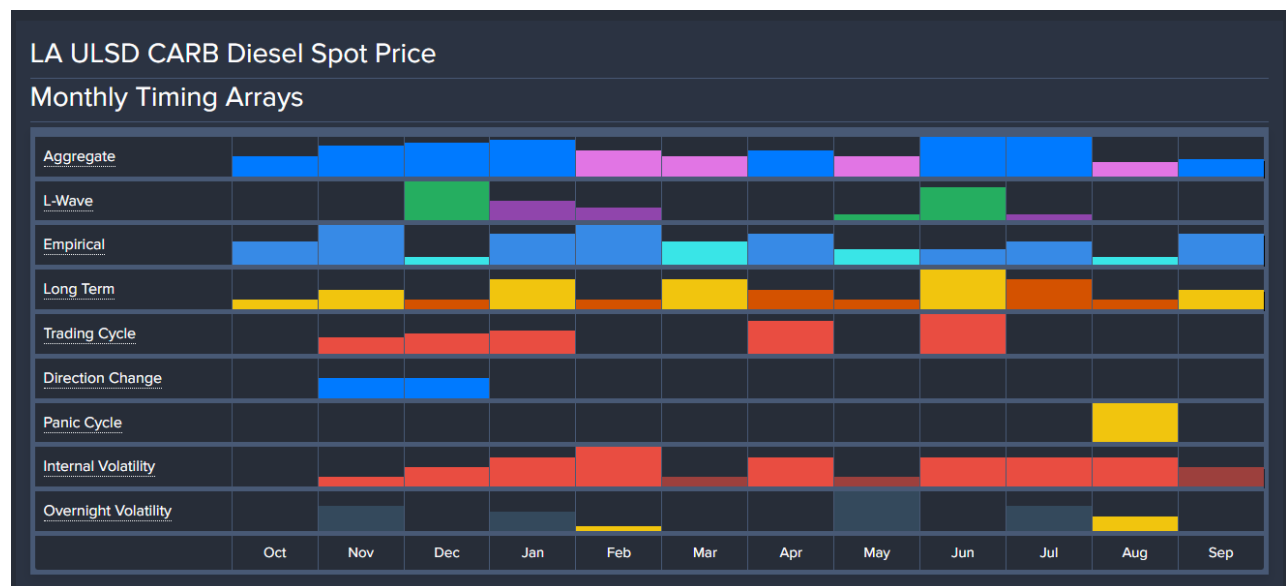 LA ULSD CARB Diesel Spot Price
Monthly Timing Arrays
Aggregate
L-Wave
Empirical
Long Term
Trading Cycle
Direction Change
Panic Cycle
Internal Volatility
Overnight Volatility
Oct Nov Dec Jan Feb Mar Apr May Jun Jul Aug Sep